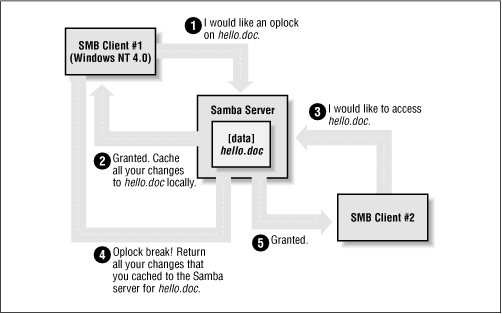 1 I would like an oplock
on hello.doc.
SMB Client #1
(Windows NT 4.0)
Samba Server
[data]
hello.doc
2 Granted. Cache
all your changes
to hello.doc locally.
3 I would like to access
hello.doc.
SMB Client #2
4 Oplock break! Return
all your changes that
you cached to the Samba
server for hello.doc.
5 Granted.